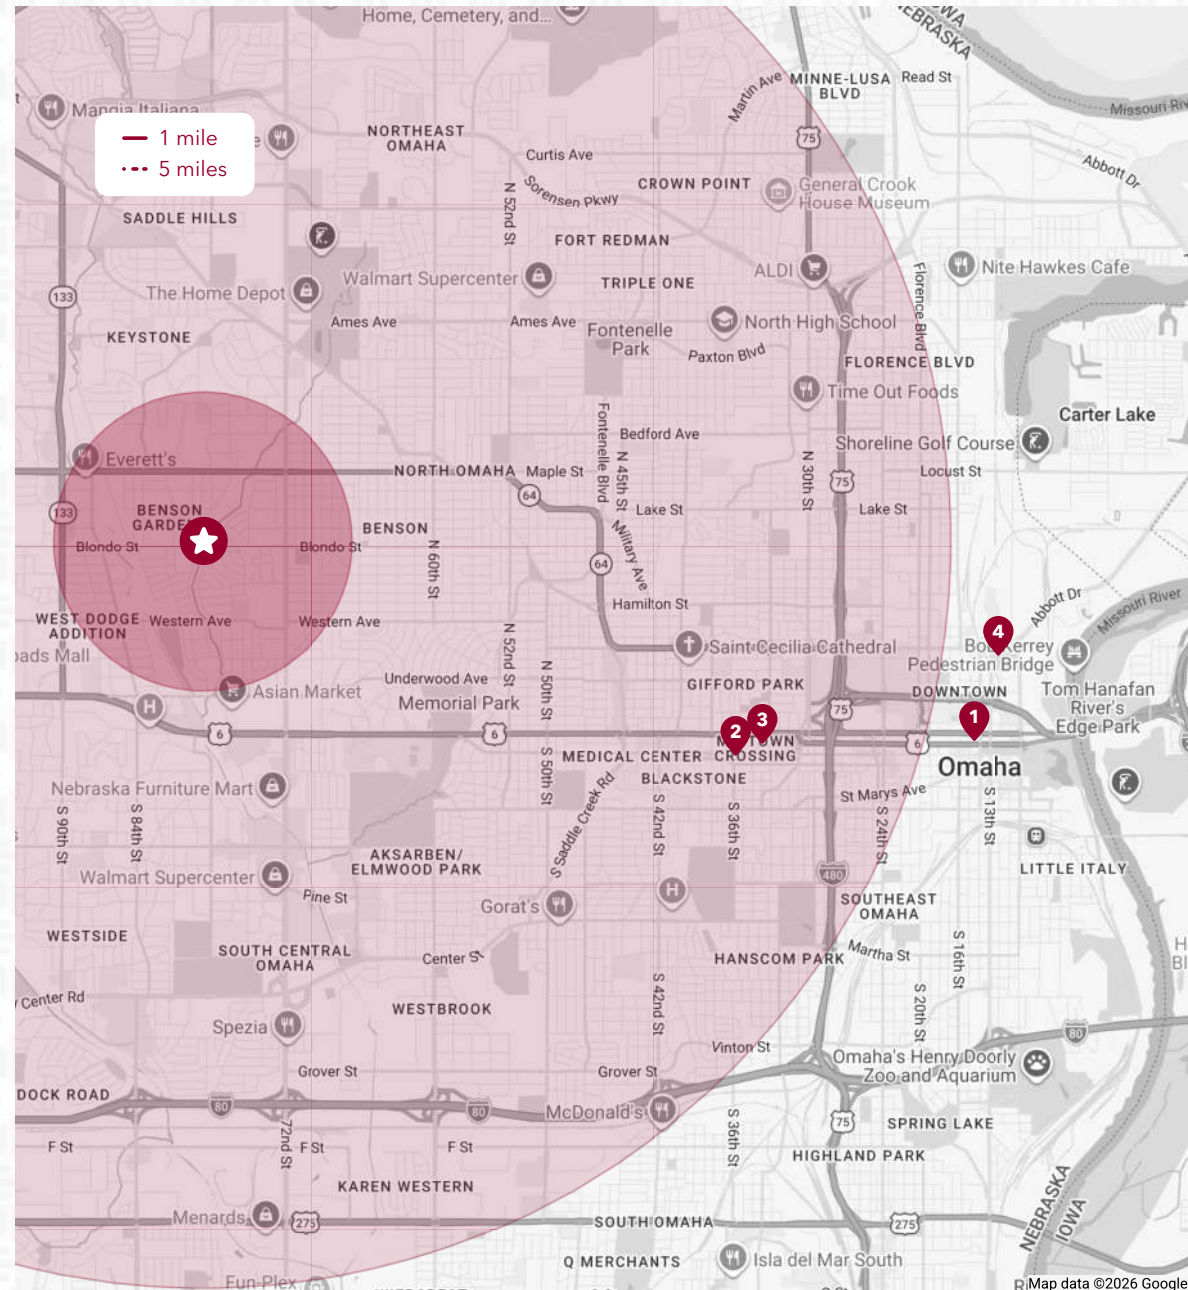 Home, Cemetery, and...
IOWA
NEBRASKA
MINNE-LUSA
BLVD
Read St
Martin Ave
Missouri Riv
Mangia Italiana
1 mile
5 miles
e
NORTHEAST
OMAHA
75
Curtis Ave
Abbott Dr
Sorensen Pkwy
CROWN POINT
General Crook
House Museum
N 52nd St
SADDLE HILLS
FORT REDMAN
ALDI
Nite Hawkes Cafe
Walmart Supercenter
TRIPLE ONE
The Home Depot
133
Florence Blvd
Ames Ave
Ames Ave
Fontenelle
Park
North High School
KEYSTONE
Paxton Blvd
FLORENCE BLVD
Time Out Foods
Carter Lake
Fontenelle Blvd
Bedford Ave
Shoreline Golf Course
Everett's
NORTH OMAHA
Maple St
N 45th St
N 30th St
Locust St
75
64
133
BENSON
Lake St
Lake St
BENSON
Military Ave
Blondo St
Blondo St
N 60th St
64
Abbott Dr
Missouri River
Hamilton St
WEST DODGE
ADDITION
Western Ave
Western Ave
4
N 52nd St
Saint Cecilia Cathedral
Pedestrian Bridge
oads Mall
N 50th St
Underwood Ave
GIFFORD PARK
DOWNTOWN
Tom Hanafan
River's
Edge Park
Asian Market
Memorial Park
H
75
1
2
3
6
6
6
MEDICAL CENTER
CROSSING
Omaha
S 50th St
BLACKSTONE
Nebraska Furniture Mart
St Marys Ave
S 90th St
S 84th St
S Saddle Creek Rd
S 42nd St
S 36th St
S 24th St
S 13th St
AKSARBEN/
ELMWOOD PARK
LITTLE ITALY
Walmart Supercenter
480
Pine St
H
Gorat's
SOUTHEAST
OMAHA
WESTSIDE
SOUTH CENTRAL
OMAHA
Center St
HANSCOM PARK
Martha St
S 16th St
H
Bl
Center Rd
WESTBROOK
S 42nd St
S 20th St
Spezia
80
Vinton St
Omaha's Henry Doorly
Zoo and Aquarium
Grover St
Grover St
DOCK ROAD
80
80
McDonald's
75
SPRING LAKE
F St
72nd St
F St
F St
S 36th St
HIGHLAND PARK
KAREN WESTERN
NEBRASKA
IOWA
Menards
275
SOUTH OMAHA
275
Q MERCHANTS
Isla del Mar South
Fun-Plex
Map data ©2026 Google